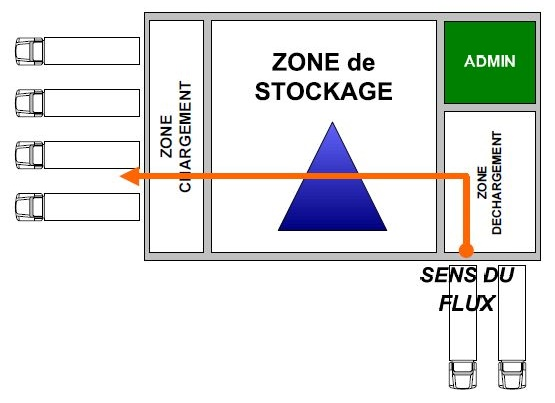 ZONE de
STOCKAGE
ADMIN
ZONE
CHARGEMENT
ZONE
DECHARGEMENT
SENS DU
FLUX